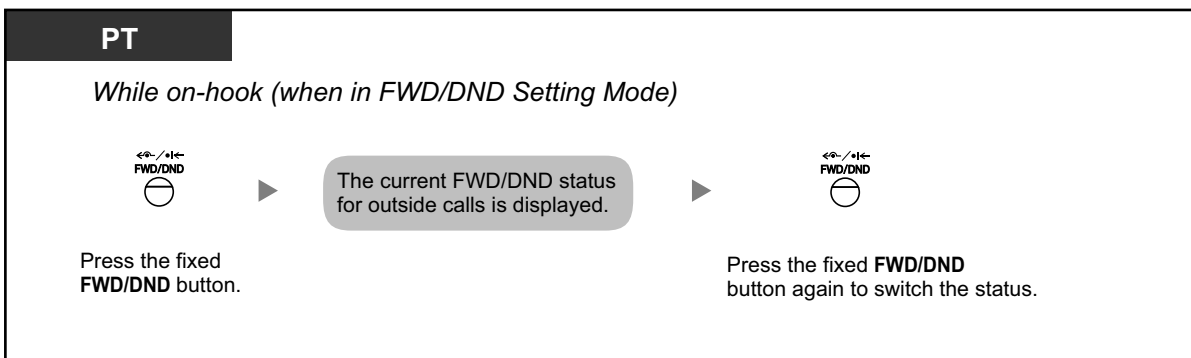 PT
While on-hook (when in FWD/DND Setting Mode)
FWD/DND
The current FWD/DND status
for outside calls is displayed.
FWD/DND
Press the fixed
FWD/DND button.
Press the fixed FWD/DND
button again to switch the status.